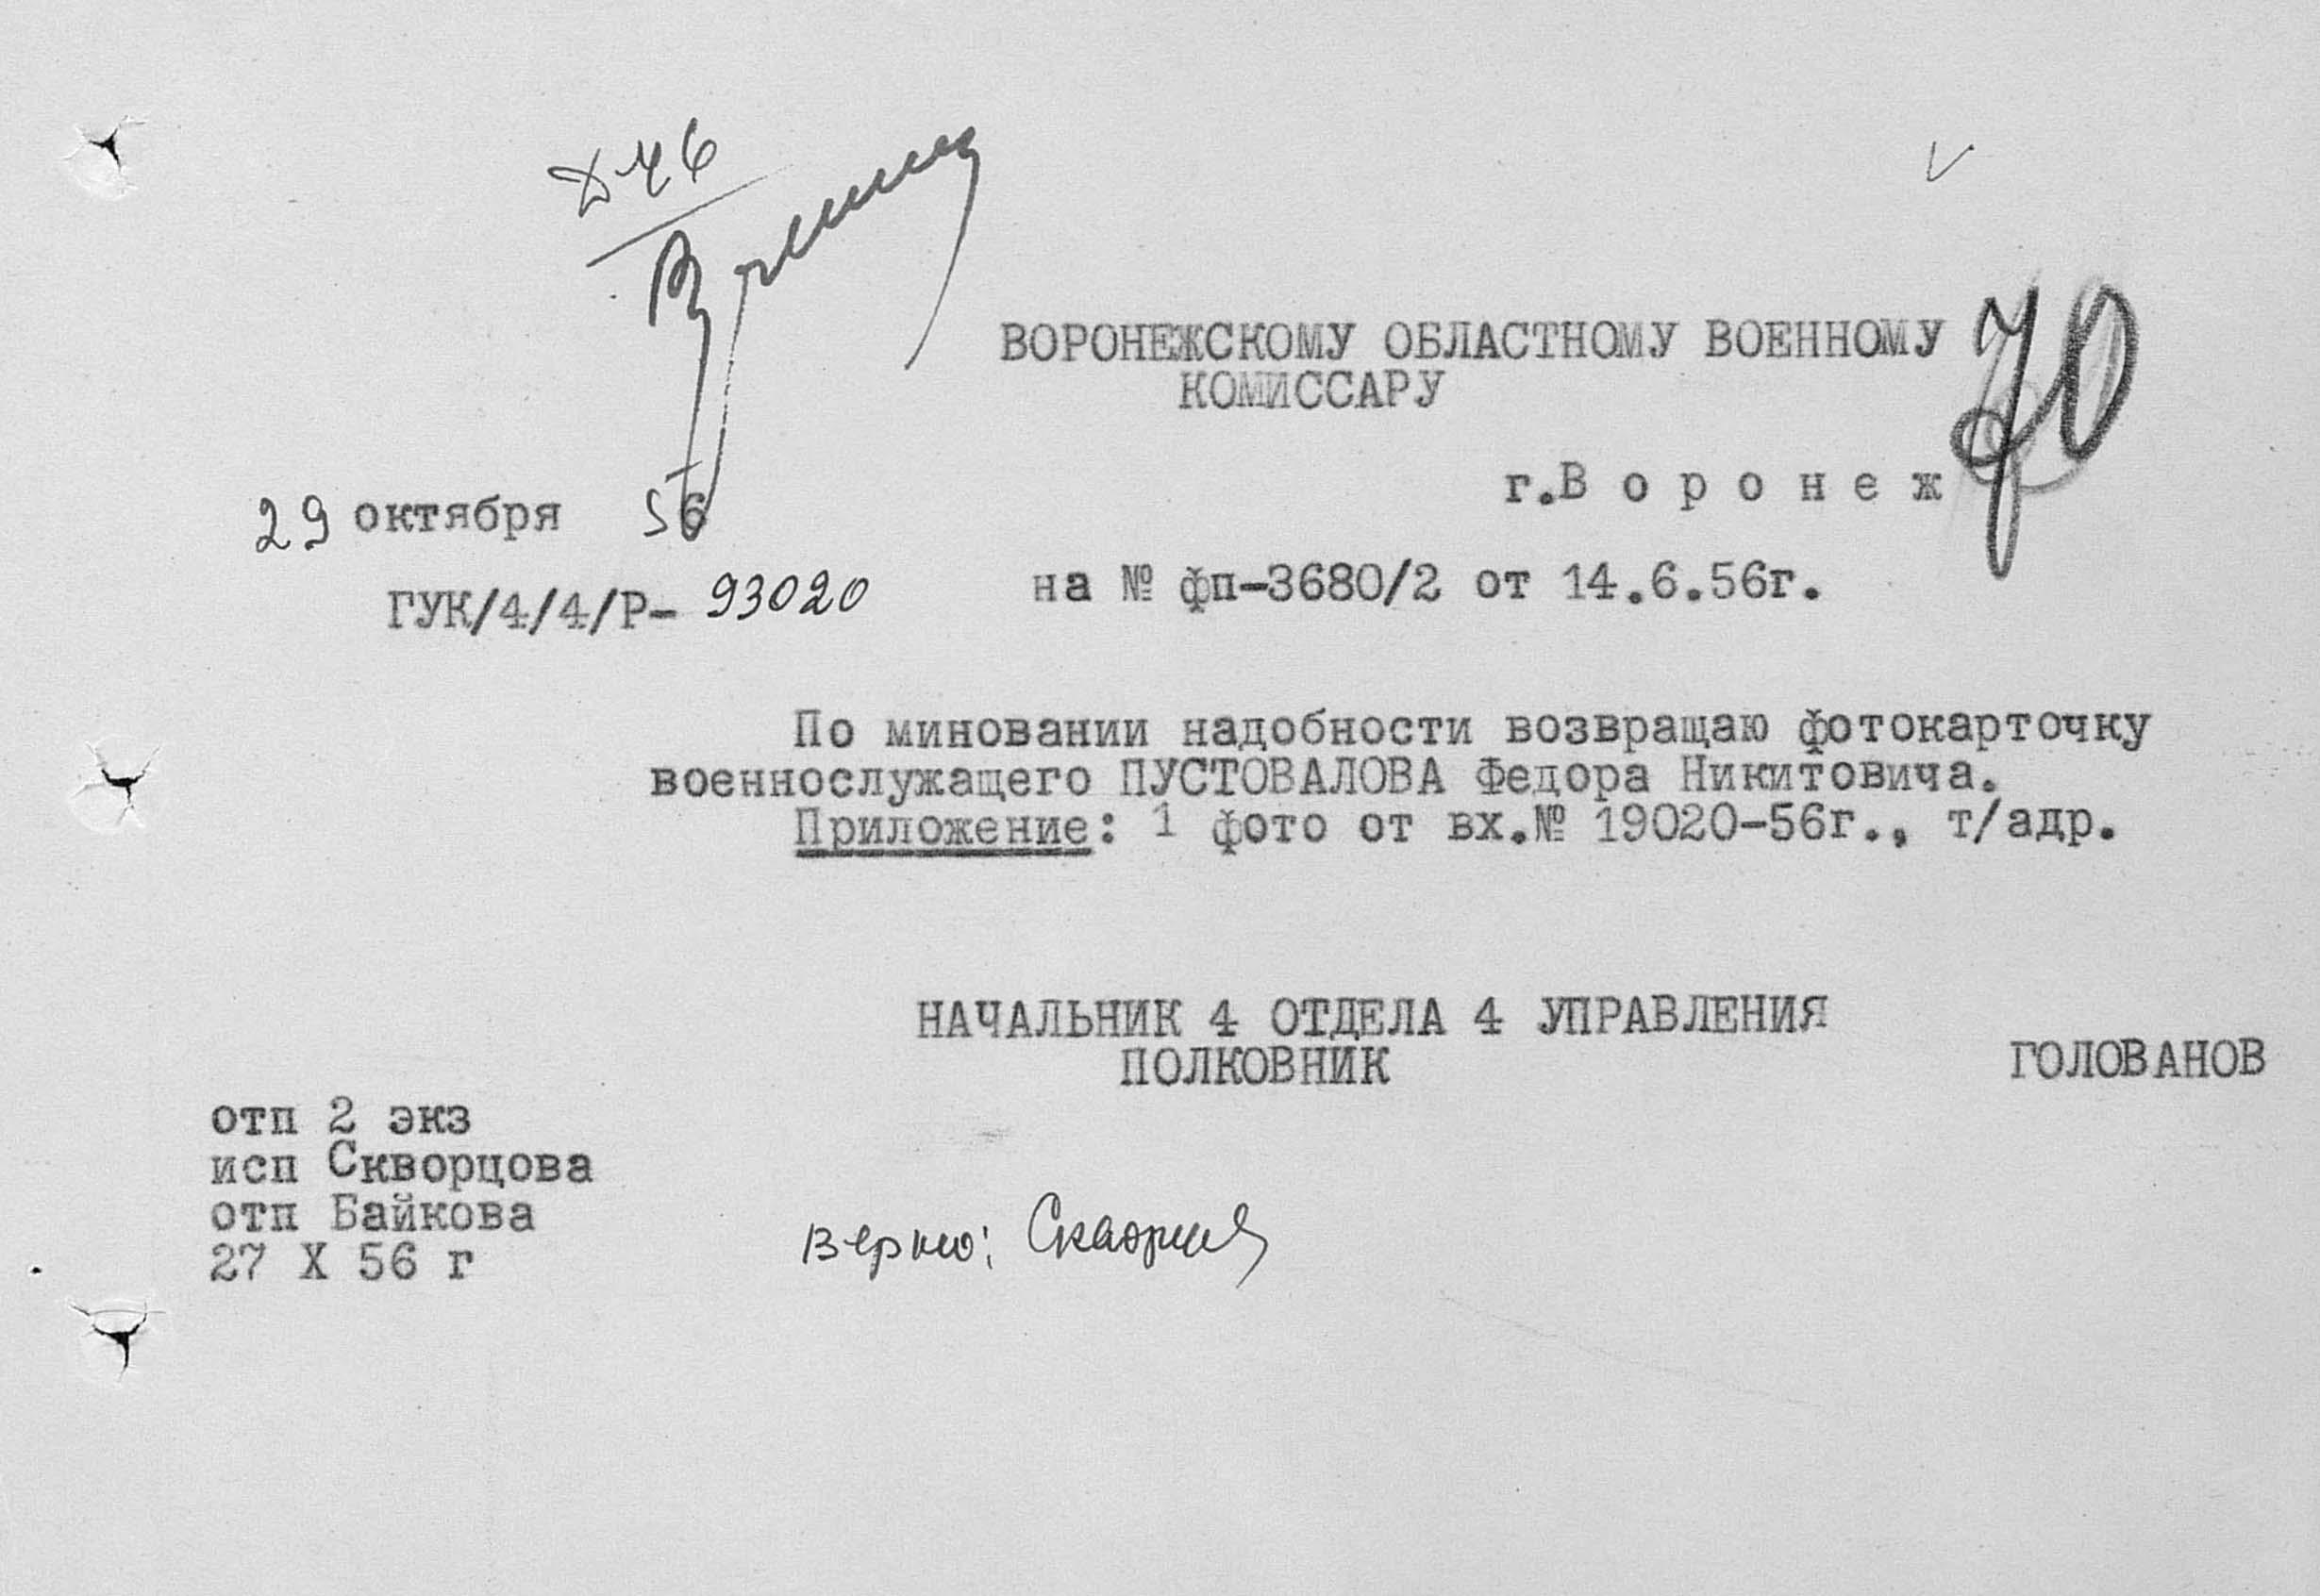 46
70
ВОРОНЕЖСКОМУ ОБЛАСТНОМУ ВОЕННОМУ
КОМИССАРУ
г.В о р о н е ж
29 октября 56
ГУК/4/4/Р- 93020
на № фп-3680/2 от 14.6.56г.
По миновании надобности возвращаю фотокарточку
военнослужащего ПУСТОВАЛОВА Федора Никитовича.
Приложение: 1 фото от вх.№ 19020-56г., т/адр.
НАЧАЛЬНИК 4 ОТДЕЛА 4 УПРАВЛЕНИЯ
ПОЛКОВНИК
ГОЛОВАНОВ
отп 2 экз
исп Скворцова
отп Байкова
27 Х 56 г
верно: